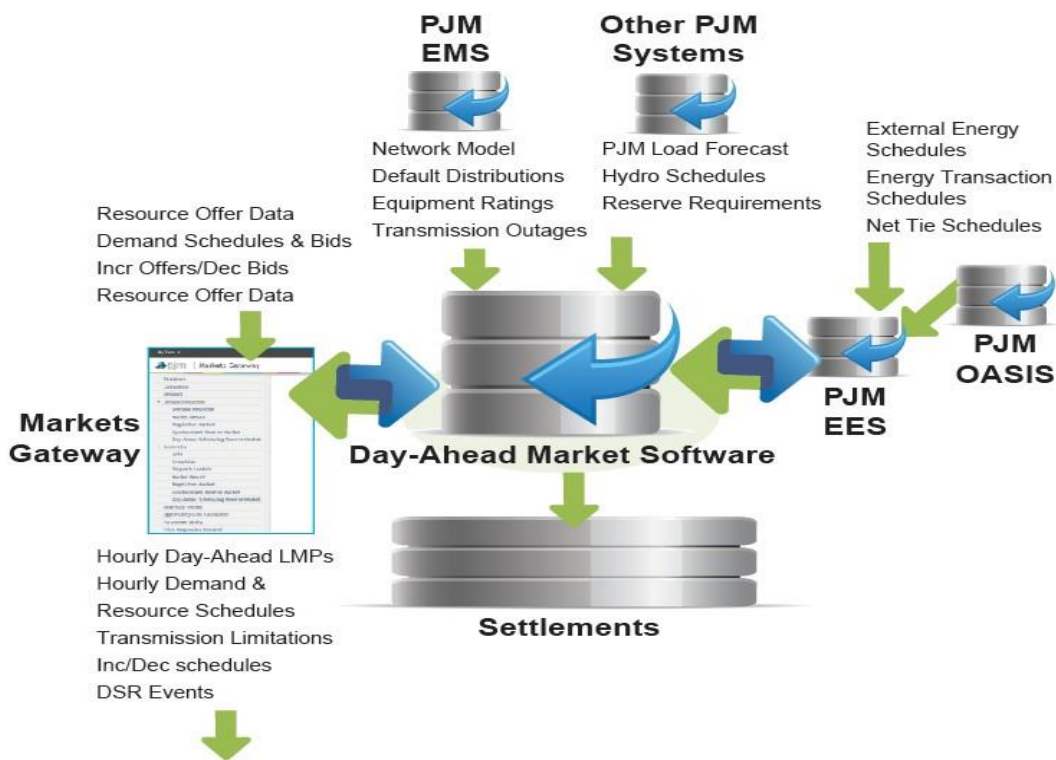 PJM
EMS
Other PJM
Systems
Network Model
Default Distributions
Equipment Ratings
Transmission Outages
PJM Load Forecast
Hydro Schedules
Reserve Requirements
External Energy
Schedules
Energy Transaction
Schedules
Net Tie Schedules
Resource Offer Data
Demand Schedules & Bids
Incr Offers/Dec Bids
Resource Offer Data
pjm | Markets Gateway
Markets
Gateway
Day-Ahead Market Software
PJM
EES
PJM
OASIS
Settlements
Hourly Day-Ahead LMPs
Hourly Demand &
Resource Schedules
Transmission Limitations
Inc/Dec schedules
DSR Events